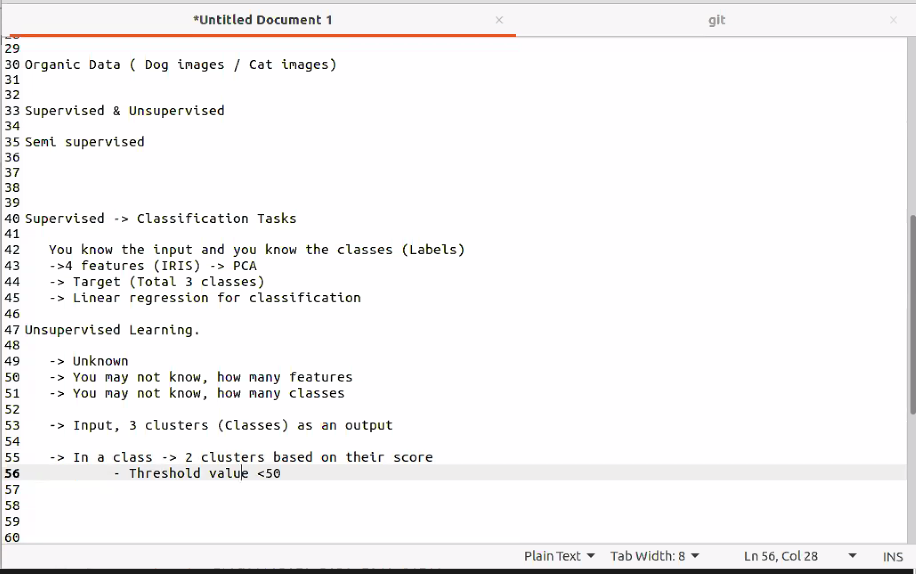 *Untitled Document 1 × git ×
29
30 Organic Data ( Dog images / Cat images)
31
32
33 Supervised & Unsupervised
34
35 Semi supervised
36
37
38
39
40 Supervised -> Classification Tasks
41
42 You know the input and you know the classes (Labels)
43 ->4 features (IRIS) -> PCA
44 -> Target (Total 3 classes)
45 -> Linear regression for classification
46
47 Unsupervised Learning.
48
49 -> Unknown
50 -> You may not know, how many features
51 -> You may not know, how many classes
52
53 -> Input, 3 clusters (Classes) as an output
54
55 -> In a class -> 2 clusters based on their score
56 - Threshold value <50
57
58
59
60
Plain Text Tab Width: 8 Ln 56, Col 28 INS